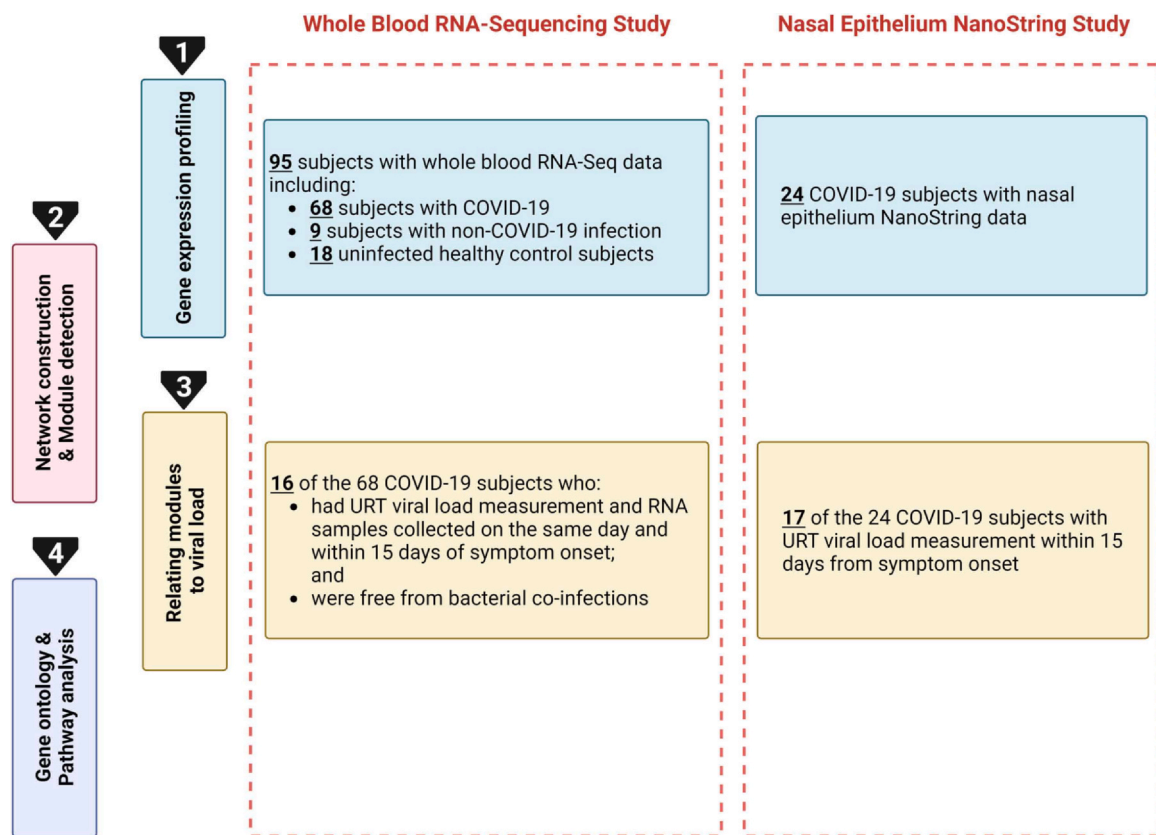 Whole Blood RNA-Sequencing Study
Nasal Epithelium NanoString Study
1
Gene expression profiling
95 subjects with whole blood RNA-Seq data
including:
• 68 subjects with COVID-19
• 9 subjects with non-COVID-19 infection
• 18 uninfected healthy control subjects
24 COVID-19 subjects with nasal
epithelium NanoString data
2
Network construction
& Module detection
3
Relating modules
to viral load
16 of the 68 COVID-19 subjects who:
• had URT viral load measurement and RNA
samples collected on the same day and
within 15 days of symptom onset;
and
• were free from bacterial co-infections
17 of the 24 COVID-19 subjects with
URT viral load measurement within 15
days from symptom onset
4
Gene ontology &
Pathway analysis